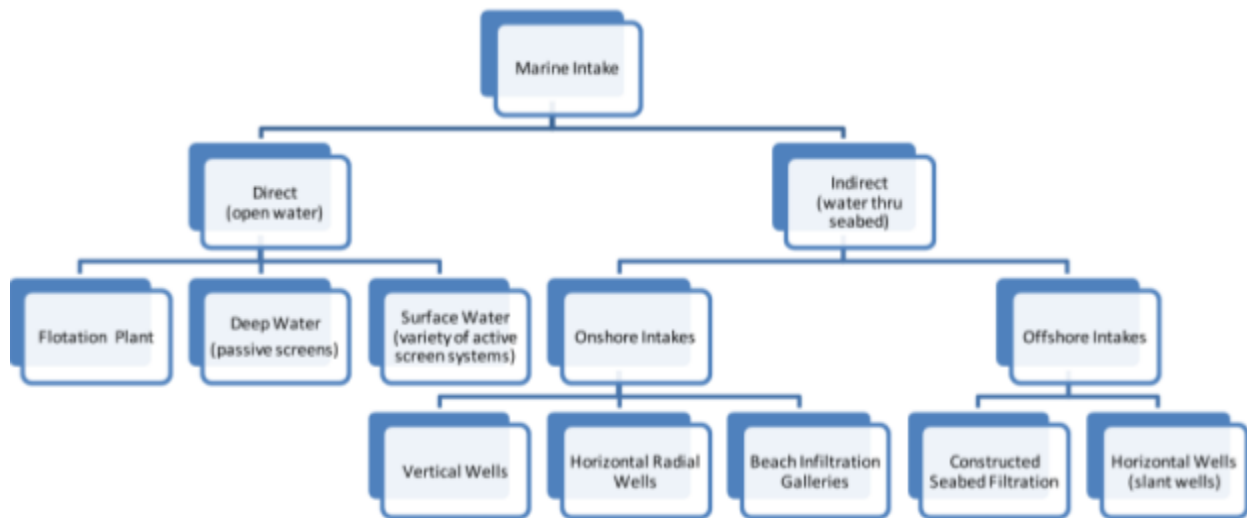 Marine Intake
Direct
(open water)
Indirect
(water thru
seabed)
Flotation Plant
Deep Water
(passive screens)
Surface Water
(variety of active
screen systems)
Onshore Intakes
Offshore Intakes
Vertical Wells
Horizontal Radial
Wells
Beach Infiltration
Galleries
Constructed
Seabed Filtration
Horizontal Wells
(slant wells)